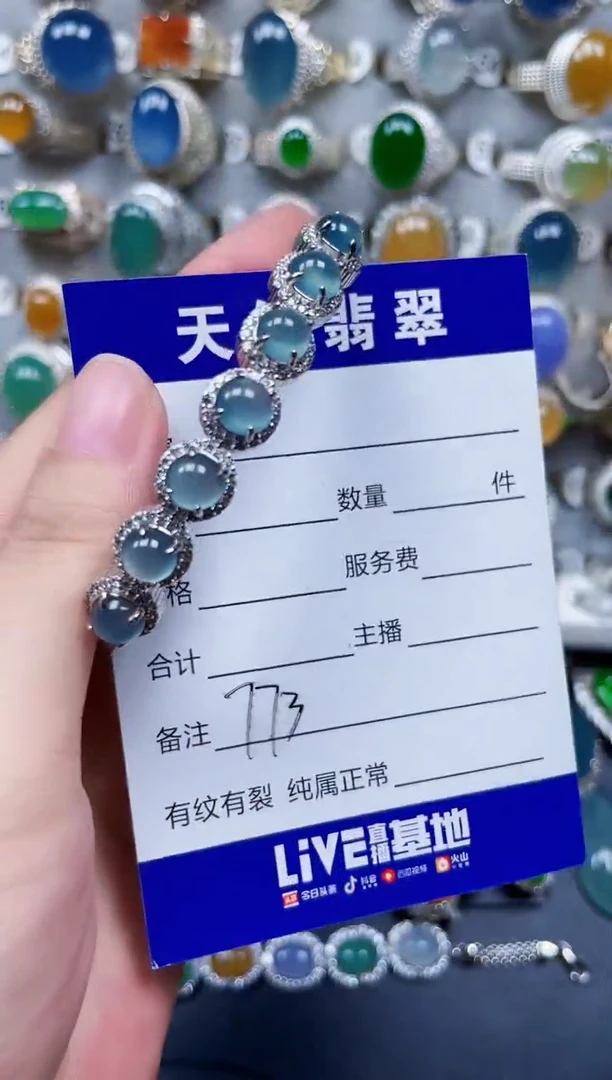 天 翡翠
数量 件
格 服务费
合计 主播
备注 773
有纹有裂 纯属正常
LiVE直播基地
头条 今日头条 抖音 西瓜视频 火山